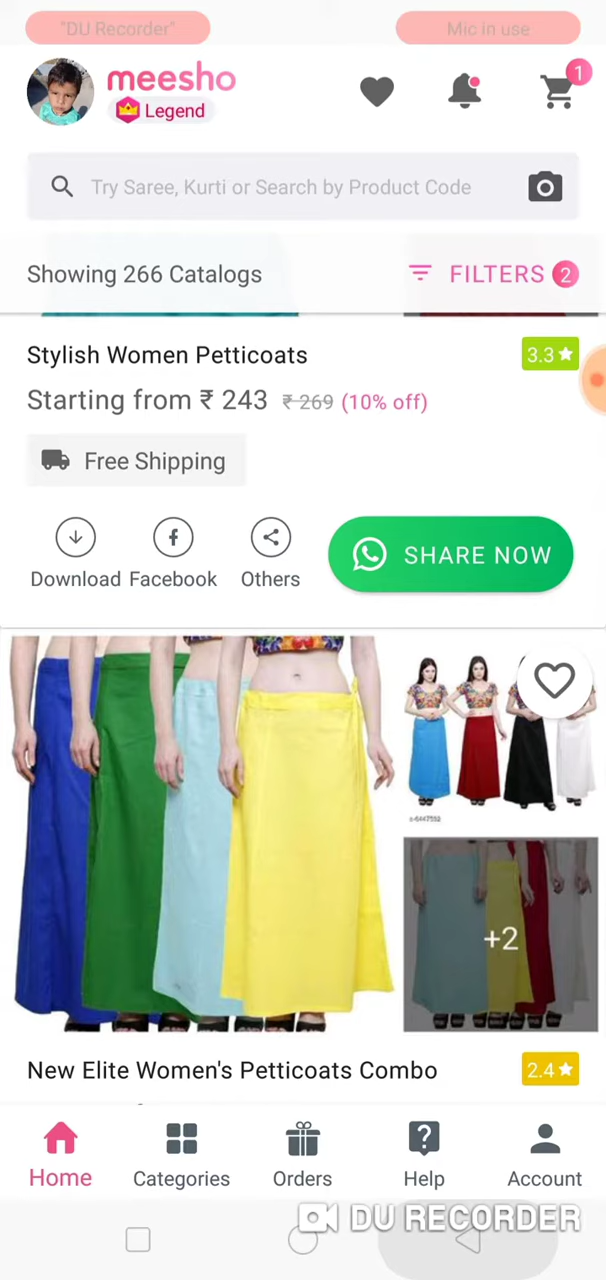 "DU Recorder"
Mic in use
meesho
Legend
1
Try Saree, Kurti or Search by Product Code
Showing 266 Catalogs
FILTERS 2
Stylish Women Petticoats
3.3
Starting from ₹ 243 ₹ 269 (10% off)
Free Shipping
Download
Facebook
Others
SHARE NOW
+2
New Elite Women's Petticoats Combo
2.4
Home
Categories
Orders
Help
Account
DU RECORDER